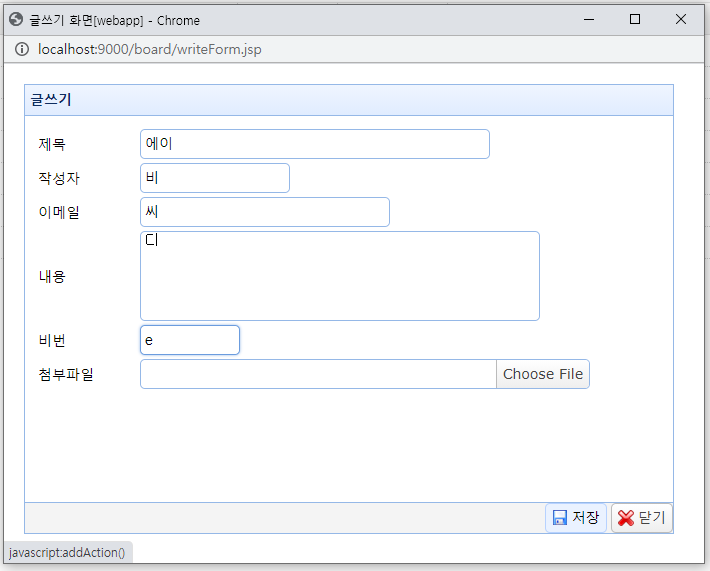 글쓰기 화면[webapp] - Chrome
localhost:9000/board/writeForm.jsp
글쓰기
제목 에이
작성자 비
이메일 씨
디
내용
비번 e
첨부파일 Choose File
저장 닫기
javascript:addAction()